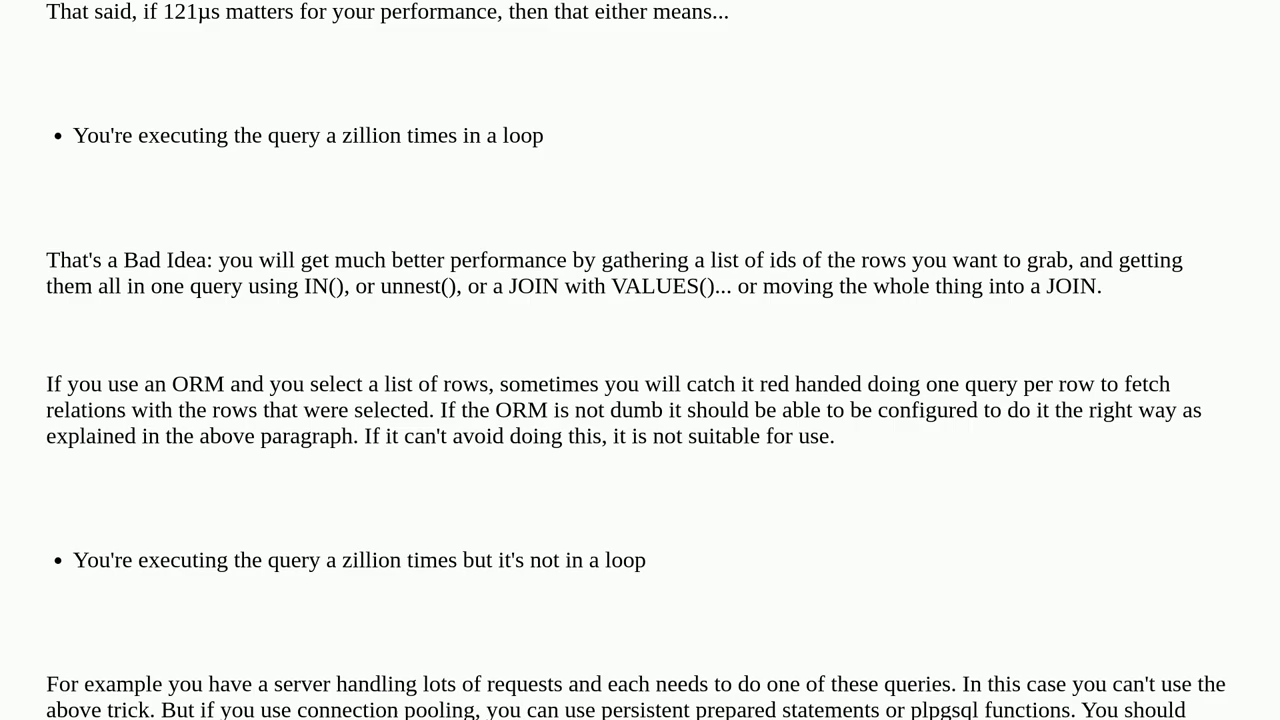 That said, if 121µs matters for your performance, then that either means...
• You're executing the query a zillion times in a loop
That's a Bad Idea: you will get much better performance by gathering a list of ids of the rows you want to grab, and getting
them all in one query using IN(), or unnest(), or a JOIN with VALUES()... or moving the whole thing into a JOIN.
If you use an ORM and you select a list of rows, sometimes you will catch it red handed doing one query per row to fetch
relations with the rows that were selected. If the ORM is not dumb it should be able to be configured to do it the right way as
explained in the above paragraph. If it can't avoid doing this, it is not suitable for use.
• You're executing the query a zillion times but it's not in a loop
For example you have a server handling lots of requests and each needs to do one of these queries. In this case you can't use the
above trick. But if you use connection pooling, you can use persistent prepared statements or plpgsql functions. You should